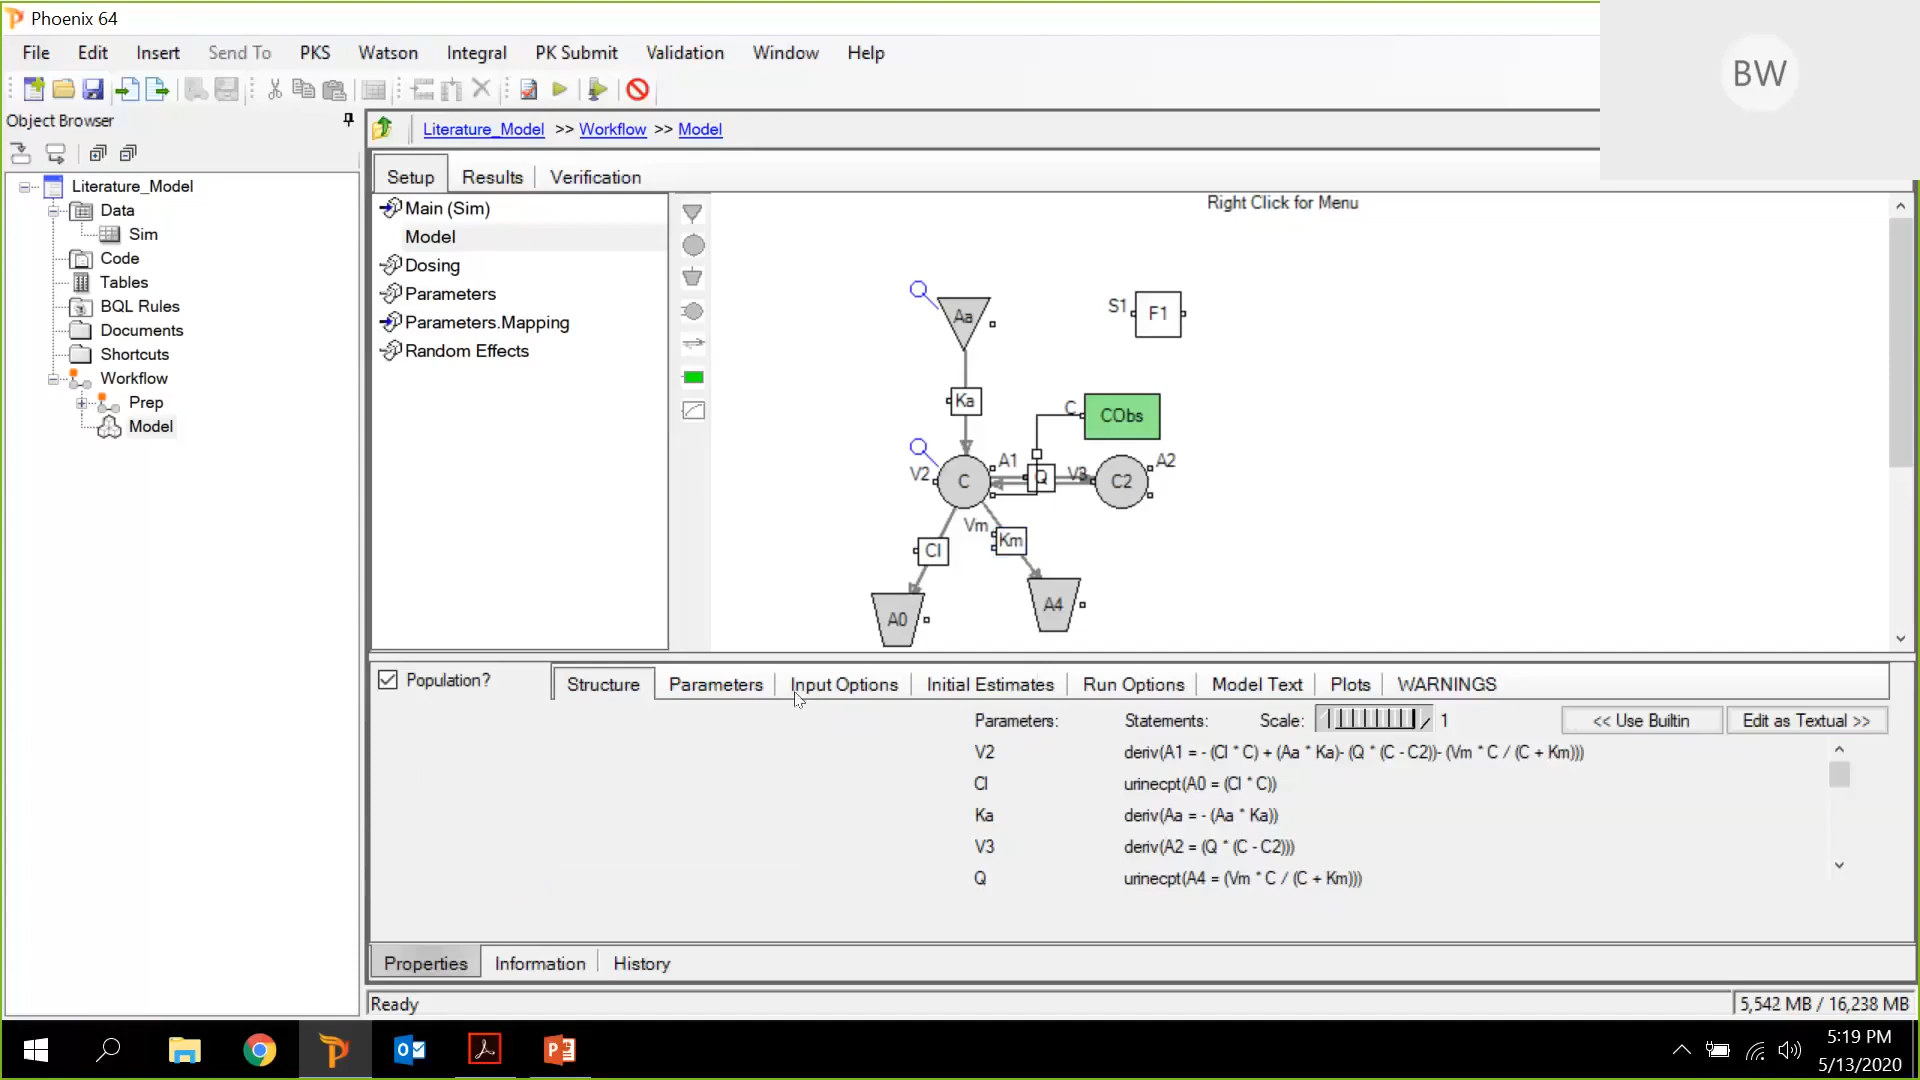 Phoenix 64
BW
File Edit Insert Send To PKS Watson Integral PK Submit Validation Window Help
Object Browser
Literature_Model >> Workflow >> Model
Literature_Model
Data
Sim
Code
Tables
BQL Rules
Documents
Shortcuts
Workflow
Prep
Model
Setup Results Verification
Main (Sim)
Model
Dosing
Parameters
Parameters.Mapping
Random Effects
Right Click for Menu
Aa
S1 F1
Ka
C CObs
V2 C A1 Q V3 C2 A2
Vm
Cl Km
A0 A4
Population?
Structure Parameters Input Options Initial Estimates Run Options Model Text Plots WARNINGS
Parameters: Statements: Scale: 1 << Use Builtin Edit as Textual >>
V2 deriv(A1 = - (Cl * C) + (Aa * Ka)- (Q * (C - C2))- (Vm * C / (C + Km)))
Cl urinecpt(A0 = (Cl * C))
Ka deriv(Aa = - (Aa * Ka))
V3 deriv(A2 = (Q * (C - C2)))
Q urinecpt(A4 = (Vm * C / (C + Km)))
Properties Information History
Ready
5,542 MB / 16,238 MB
5:19 PM
5/13/2020